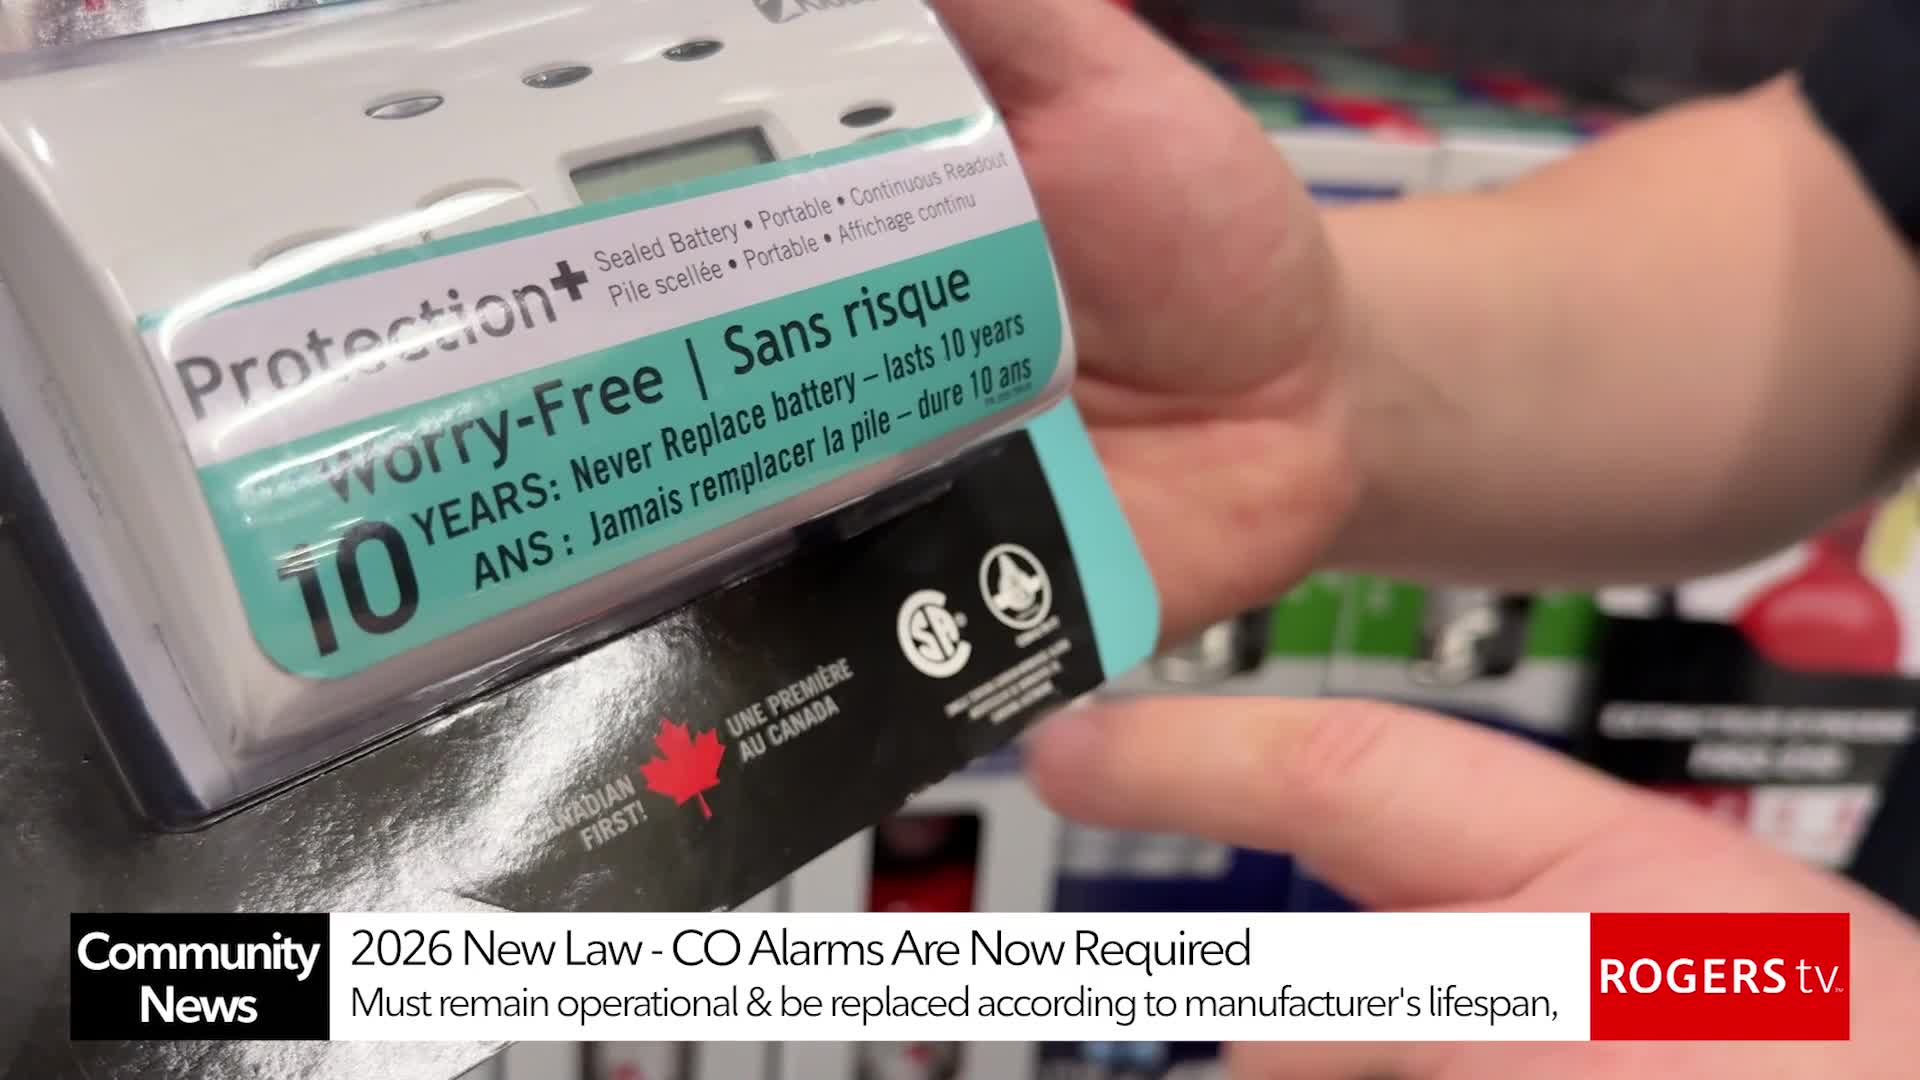 Protection+
Sealed Battery • Portable • Continuous Readout
Pile scellée • Portable • Affichage continu
Worry-Free | Sans risque
10 YEARS: Never Replace battery – lasts 10 years
ANS : Jamais remplacer la pile – dure 10 ans
CSA
CANADIAN
FIRST!
UNE PREMIÈRE
AU CANADA
Community
News
2026 New Law - CO Alarms Are Now Required
Must remain operational & be replaced according to manufacturer's lifespan,
ROGERS tv